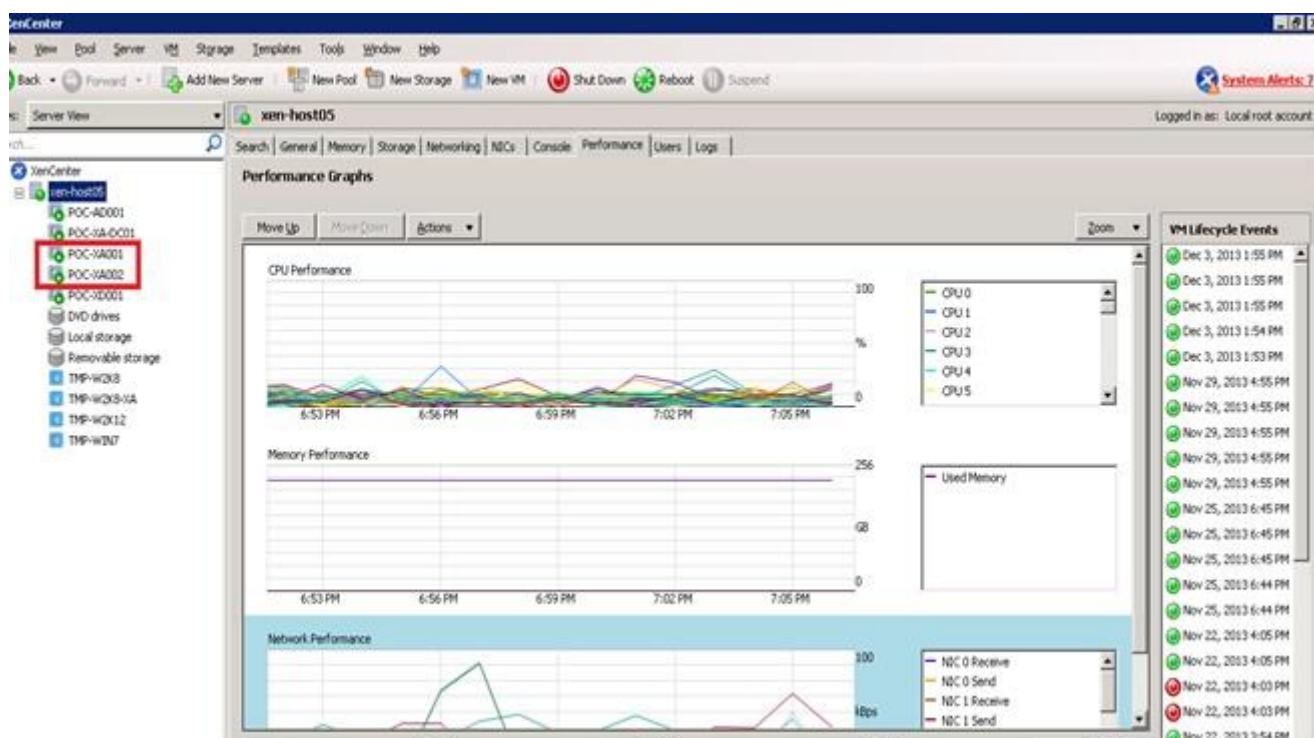 enCenter
View Pool Server VM Storage Templates Tools Window Help
Back Forward Add New Server New Pool New Storage New VM Shut Down Reboot Suspend System Alerts: 7
Server View
xen-host05
Logged in as: Local root account
Search General Memory Storage Networking NICs Console Performance Users Logs
XenCenter
xen-host05
POC-AD001
POC-XA-DC01
POC-XA001
POC-XA002
POC-XD001
DVD drives
Local storage
Removable storage
TMP-W2K8
TMP-W2K8-XA
TMP-W2K12
TMP-WIN7
Performance Graphs
Move Up Move Down Actions Zoom
CPU Performance
100
%
0
6:53 PM 6:56 PM 6:59 PM 7:02 PM 7:05 PM
CPU 0
CPU 1
CPU 2
CPU 3
CPU 4
CPU 5
Memory Performance
256
GB
0
6:53 PM 6:56 PM 6:59 PM 7:02 PM 7:05 PM
Used Memory
Network Performance
100
kBps
NIC 0 Receive
NIC 0 Send
NIC 1 Receive
NIC 1 Send
VM Lifecycle Events
Dec 3, 2013 1:55 PM
Dec 3, 2013 1:55 PM
Dec 3, 2013 1:55 PM
Dec 3, 2013 1:54 PM
Dec 3, 2013 1:53 PM
Nov 29, 2013 4:55 PM
Nov 29, 2013 4:55 PM
Nov 29, 2013 4:55 PM
Nov 29, 2013 4:55 PM
Nov 29, 2013 4:55 PM
Nov 25, 2013 6:45 PM
Nov 25, 2013 6:45 PM
Nov 25, 2013 6:45 PM
Nov 25, 2013 6:44 PM
Nov 25, 2013 6:44 PM
Nov 22, 2013 4:05 PM
Nov 22, 2013 4:05 PM
Nov 22, 2013 4:03 PM
Nov 22, 2013 4:03 PM
Nov 22, 2013 3:54 PM